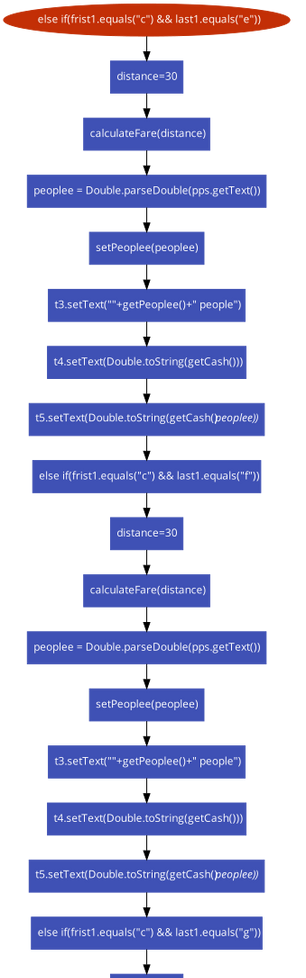 else if(frist1.equals("c") && last1.equals("e"))
distance=30
calculateFare(distance)
peoplee = Double.parseDouble(pps.getText())
setPeoplee(peoplee)
t3.setText(""+getPeoplee()+" people")
t4.setText(Double.toString(getCash()))
t5.setText(Double.toString(getCash()peoplee))
else if(frist1.equals("c") && last1.equals("f"))
distance=30
calculateFare(distance)
peoplee = Double.parseDouble(pps.getText())
setPeoplee(peoplee)
t3.setText(""+getPeoplee()+" people")
t4.setText(Double.toString(getCash()))
t5.setText(Double.toString(getCash()peoplee))
else if(frist1.equals("c") && last1.equals("g"))